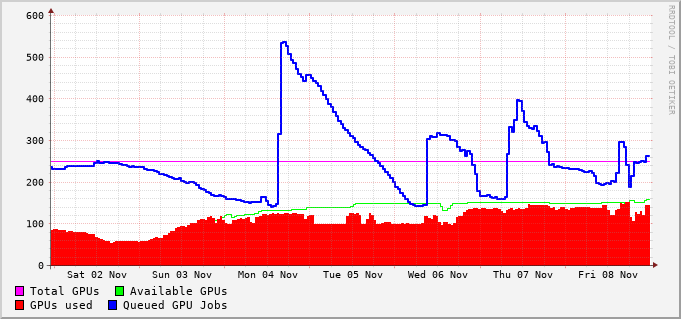 RRDTOOL / TOBI OETIKER
600
500
400
300
200
100
0
Sat 02 Nov Sun 03 Nov Mon 04 Nov Tue 05 Nov Wed 06 Nov Thu 07 Nov Fri 08 Nov
Total GPUs Available GPUs
GPUs used Queued GPU Jobs